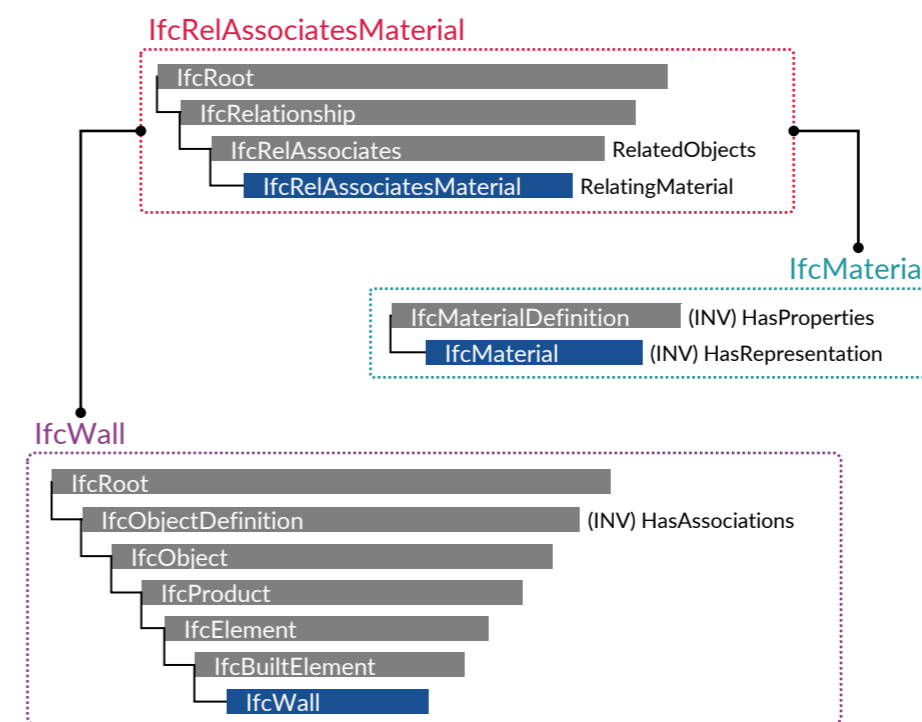 IfcRelAssociatesMaterial
IfcRoot
IfcRelationship
IfcRelAssociates RelatedObjects
IfcRelAssociatesMaterial RelatingMaterial
IfcMateria
IfcMaterialDefinition (INV) HasProperties
IfcMaterial (INV) HasRepresentation
IfcWall
IfcRoot
IfcObjectDefinition (INV) HasAssociations
IfcObject
IfcProduct
IfcElement
IfcBuiltElement
IfcWall